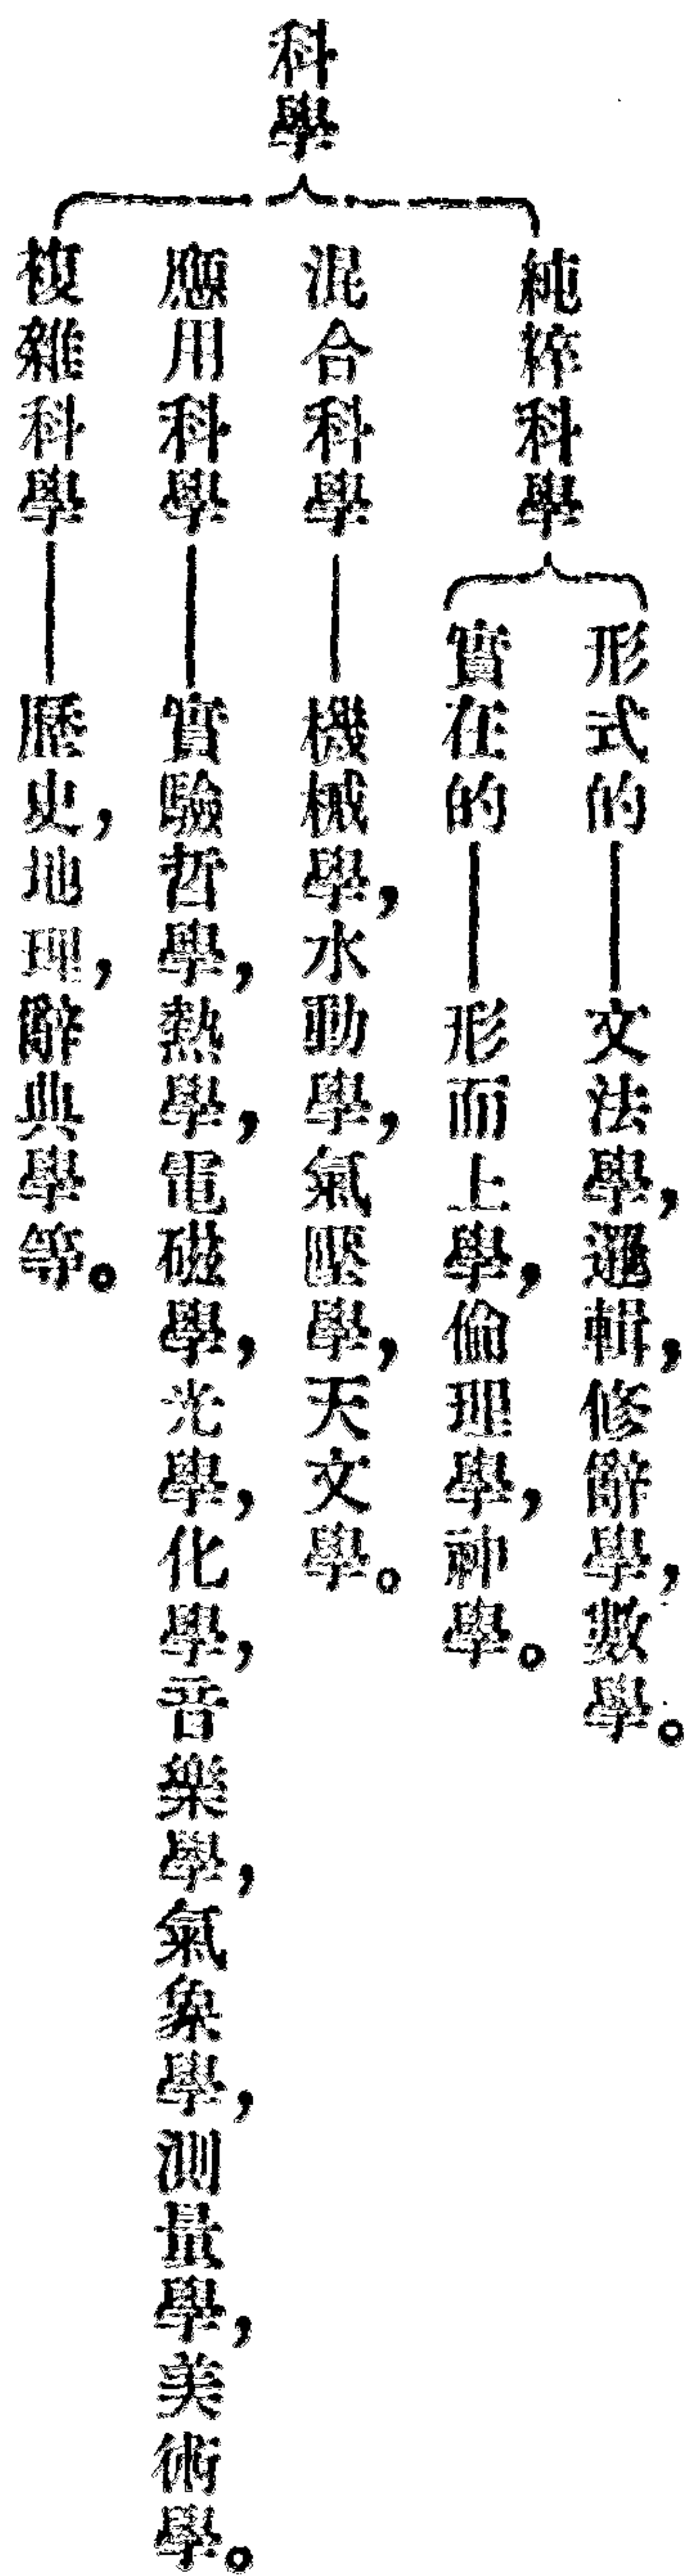 科學
純粹科學
形式的——文法學，邏輯，修辭學，數學。
實在的——形而上學，倫理學，神學。
混合科學——機械學，水動學，氣壓學，天文學。
應用科學——實驗哲學，熱學，電磁學，光學，化學，音樂學，氣象學，測量學，美術學。
複雜科學——歷史，地理，辭典學等。